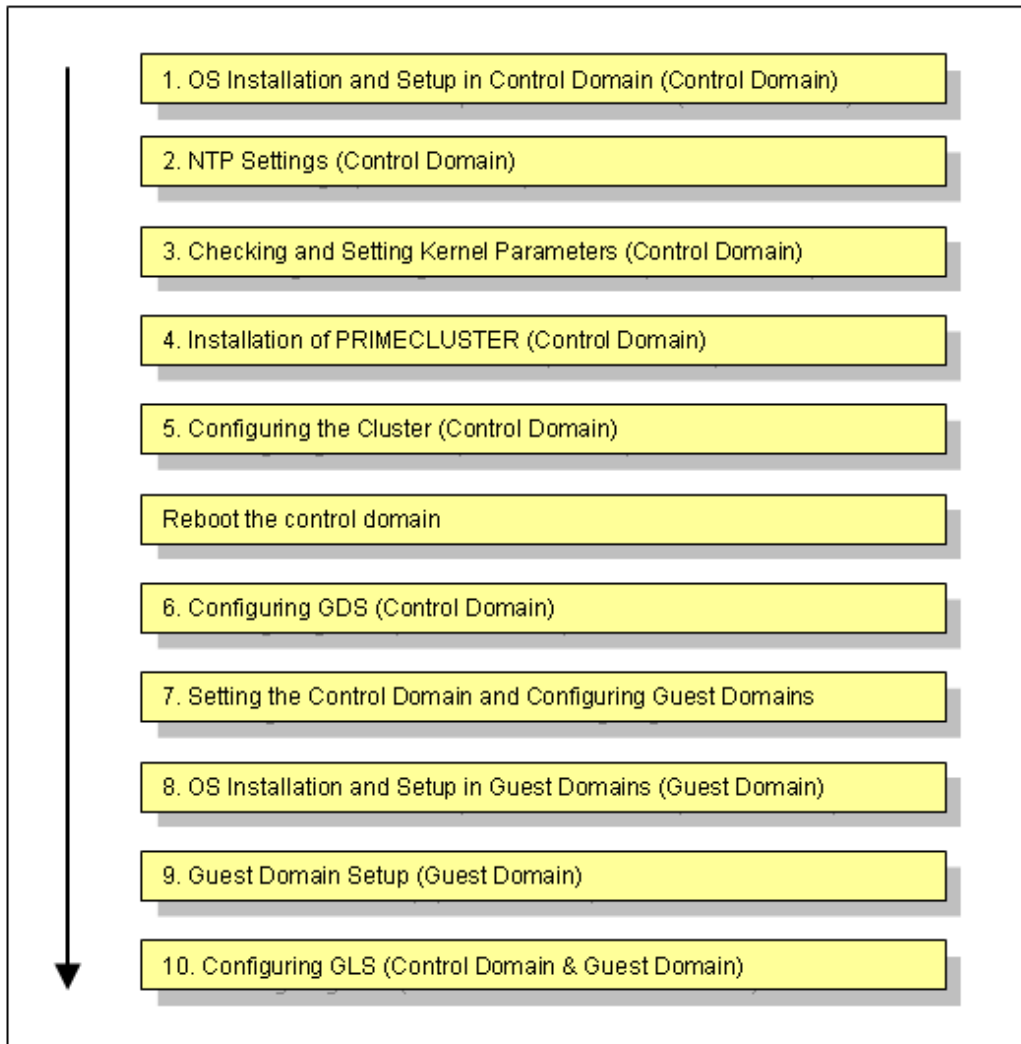 1. OS Installation and Setup in Control Domain (Control Domain)
2. NTP Settings (Control Domain)
3. Checking and Setting Kernel Parameters (Control Domain)
4. Installation of PRIMECLUSTER (Control Domain)
5. Configuring the Cluster (Control Domain)
Reboot the control domain
6. Configuring GDS (Control Domain)
7. Setting the Control Domain and Configuring Guest Domains
8. OS Installation and Setup in Guest Domains (Guest Domain)
9. Guest Domain Setup (Guest Domain)
10. Configuring GLS (Control Domain & Guest Domain)